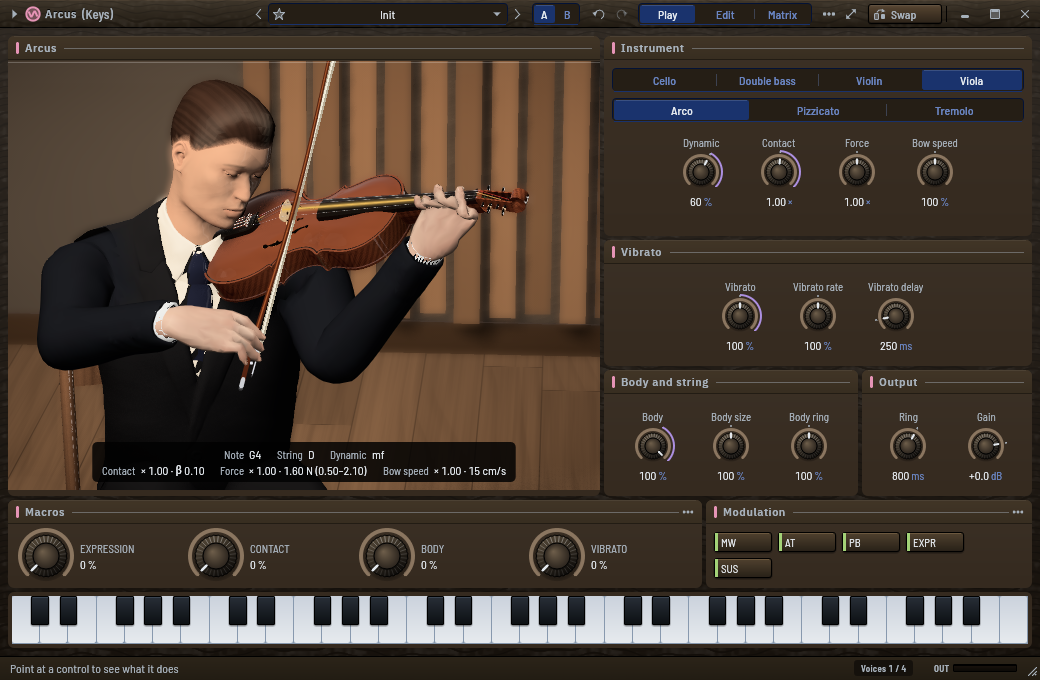 Arcus (Keys)
Init
A B
Play Edit Matrix
Swap
Arcus
Note G4 String D Dynamic mf
Contact × 1.00 · β 0.10 Force × 1.00 · 1.60 N (0.50–2.10) Bow speed × 1.00 · 15 cm/s
Instrument
Cello Double bass Violin Viola
Arco Pizzicato Tremolo
Dynamic Contact Force Bow speed
60 % 1.00 × 1.00 × 100 %
Vibrato
Vibrato Vibrato rate Vibrato delay
100 % 100 % 250 ms
Body and string
Body Body size Body ring
100 % 100 % 100 %
Output
Ring Gain
800 ms +0.0 dB
Macros
EXPRESSION
0 %
CONTACT
0 %
BODY
0 %
VIBRATO
0 %
Modulation
MW AT PB EXPR
SUS
Point at a control to see what it does
Voices 1 / 4 OUT